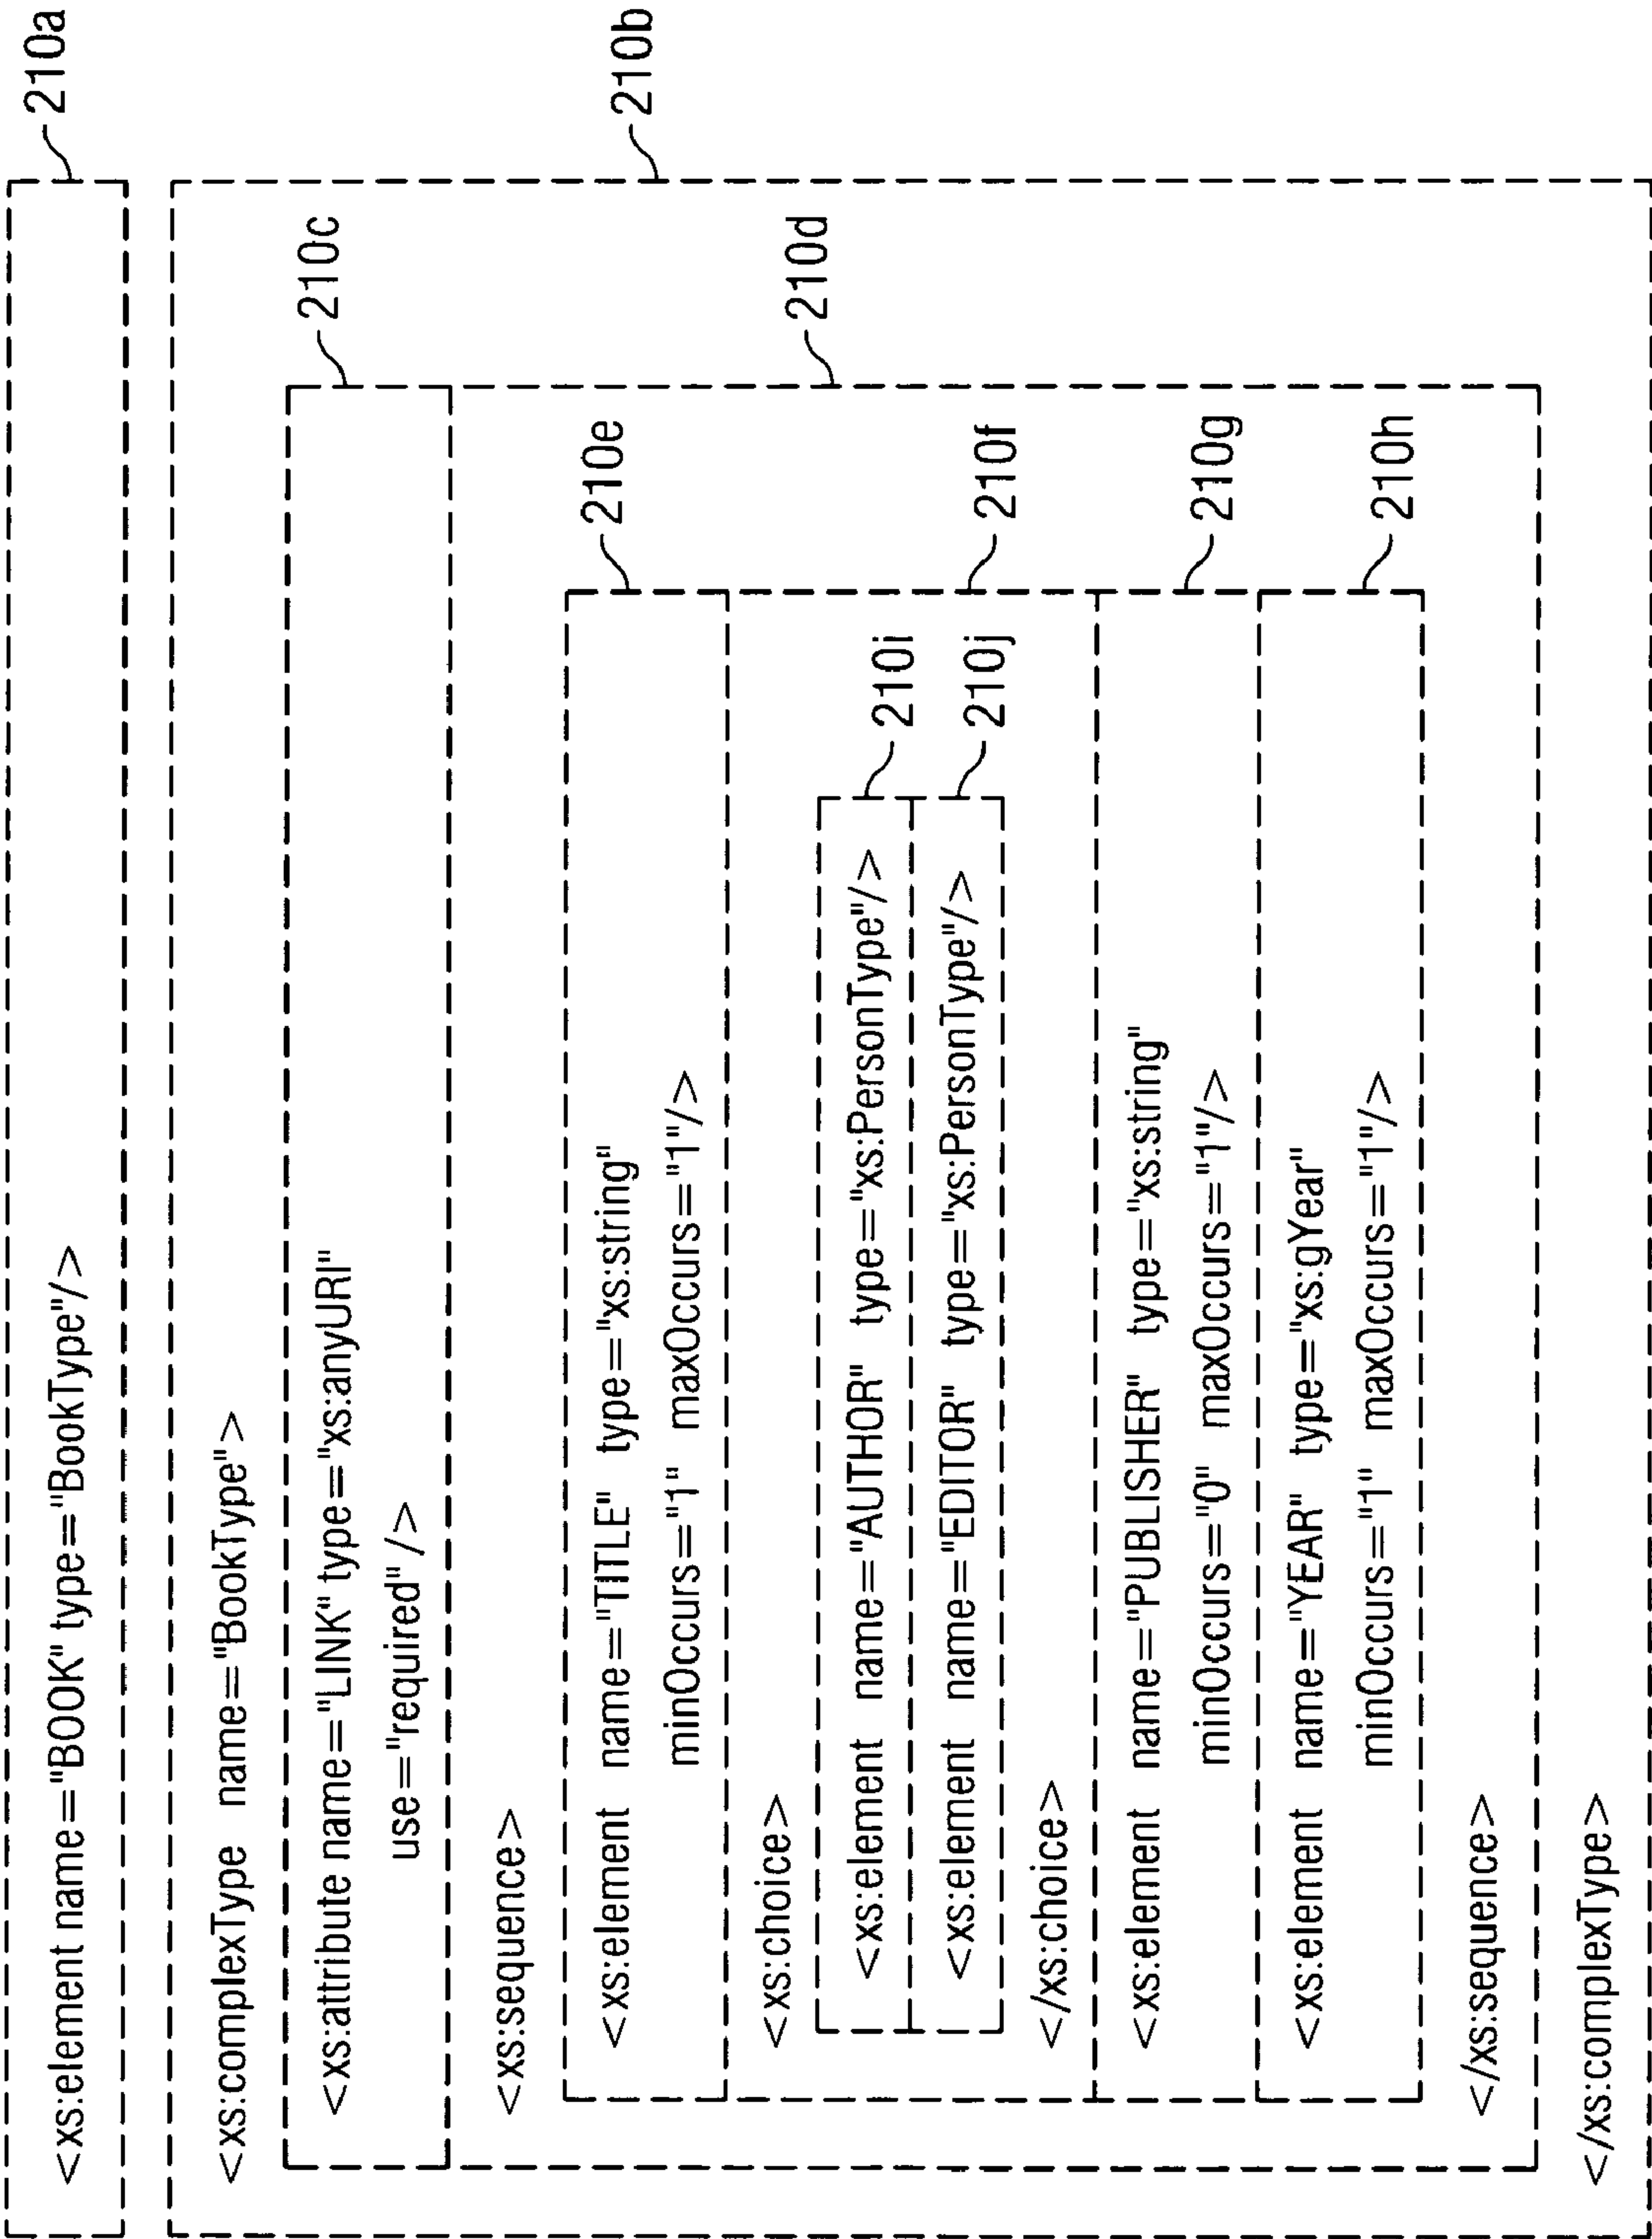 <xs:element name="BOOK" type="BookType"/>
210a
<xs:complexType name="BookType">
210b
<xs:attribute name="LINK" type="xs:anyURI"
use="required" />
210c
<xs:sequence>
210d
<xs:element name="TITLE" type="xs:string"
minOccurs="1" maxOccurs="1"/>
210e
<xs:choice>
210f
<xs:element name="AUTHOR" type="xs:PersonType"/>
210i
<xs:element name="EDITOR" type="xs:PersonType"/>
210j
</xs:choice>
<xs:element name="PUBLISHER" type="xs:string"
minOccurs="0" maxOccurs="1"/>
210g
<xs:element name="YEAR" type="xs:gYear"
minOccurs="1" maxOccurs="1"/>
210h
</xs:sequence>
</xs:complexType>